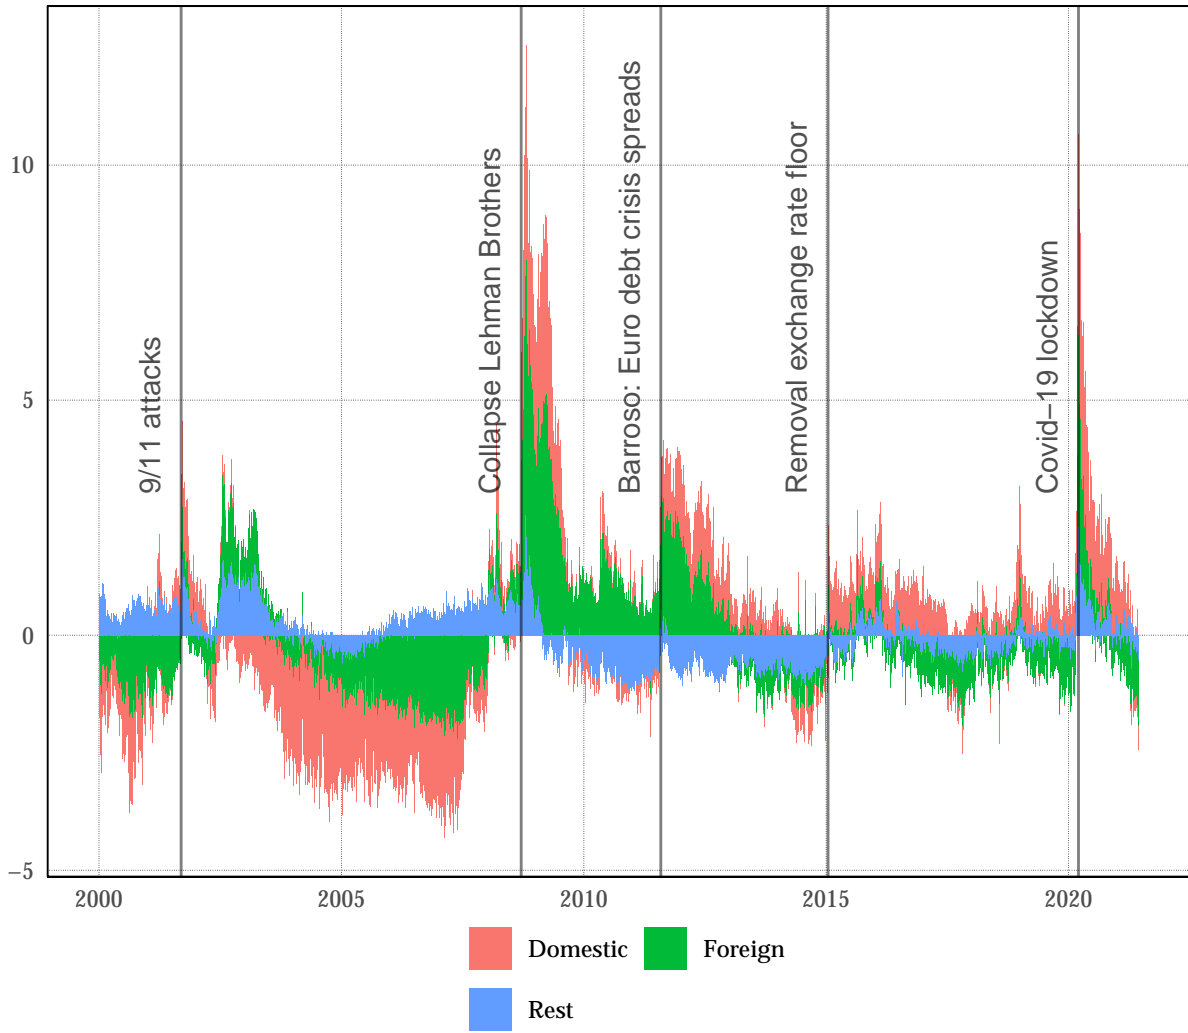 10
5
0
−5
9/11 attacks
Collapse Lehman Brothers
Barroso: Euro debt crisis spreads
Removal exchange rate floor
Covid−19 lockdown
2000
2005
2010
2015
2020
Domestic
Foreign
Rest